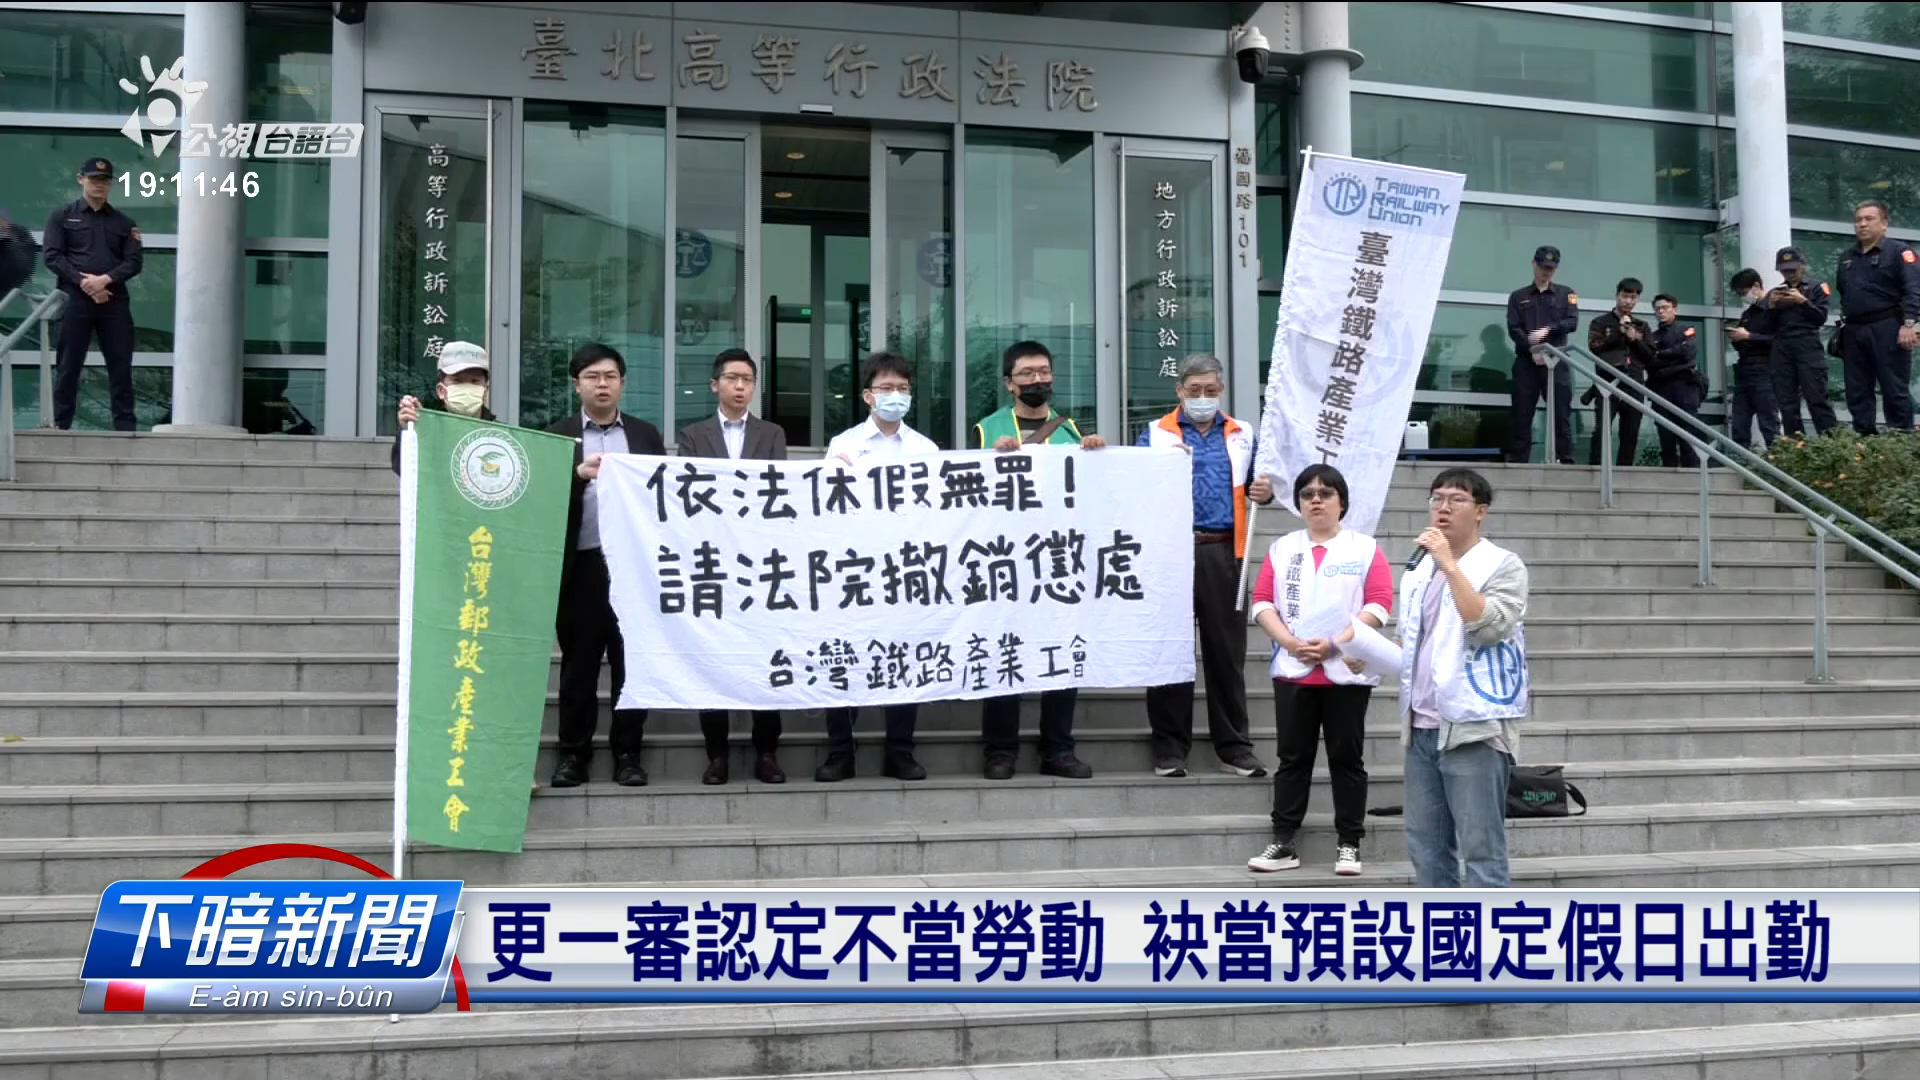 臺北高等行政法院
公視台語台
19:11:46
高等行政訴訟庭
地方行政訴訟庭
福國路101
TAIWAN
RAILWAY
UNION
臺灣鐵路產業工
依法休假無罪！
請法院撤銷懲處
台灣鐵路產業工會
台灣郵政產業工會
臺鐵產業
更一審認定不當勞動 袂當預設國定假日出勤
下暗新聞
E-àm sin-bûn